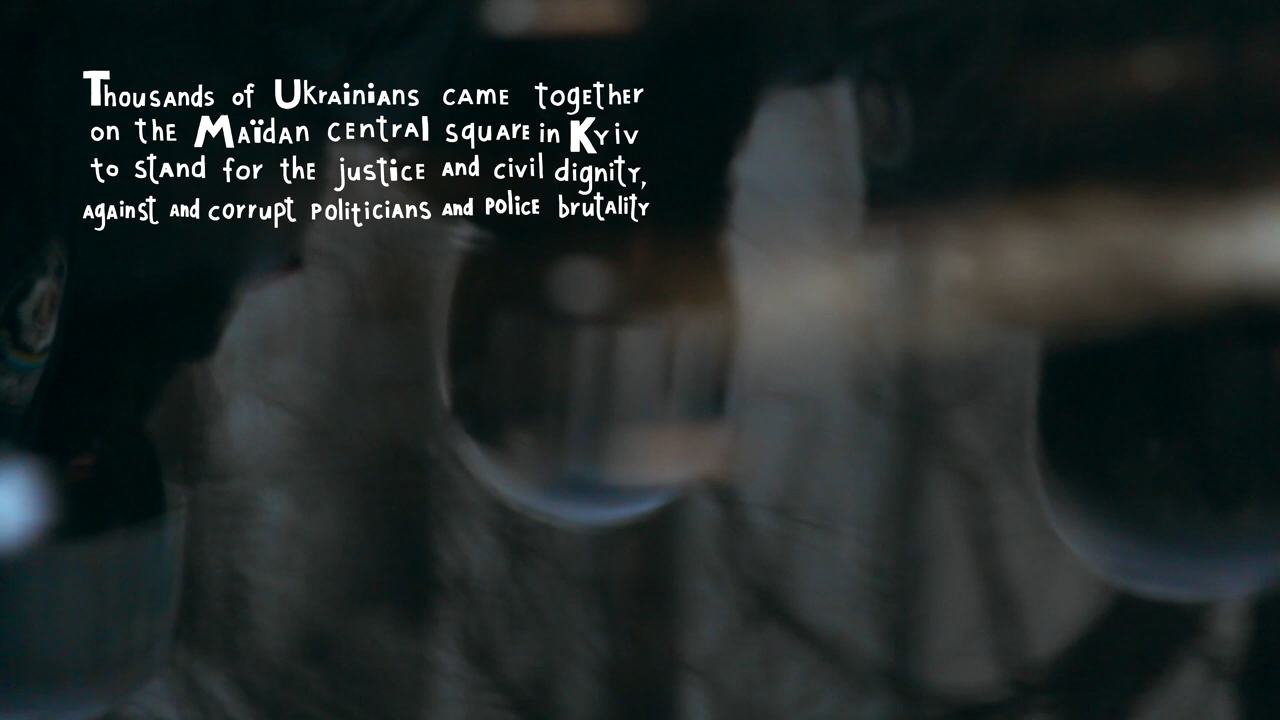 Thousands of Ukrainians came together
on the Maïdan central square in Kyiv
to stand for the justice and civil dignity,
against and corrupt politicians and police brutality